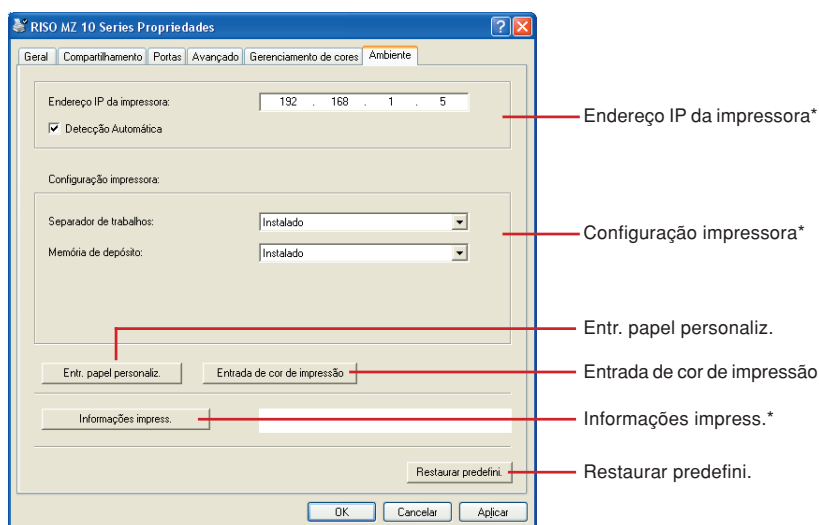 RISO MZ 10 Series Propriedades
Geral Compartilhamento Portas Avançado Gerenciamento de cores Ambiente
Endereço IP da impressora: 192 . 168 . 1 . 5
Endereço IP da impressora*
Detecção Automática
Configuração impressora:
Separador de trabalhos: Instalado
Configuração impressora*
Memória de depósito: Instalado
Entr. papel personaliz.
Entr. papel personaliz. Entrada de cor de impressão
Entrada de cor de impressão
Informações impress.
Informações impress.*
Restaurar predefini.
Restaurar predefini.
OK Cancelar Aplicar